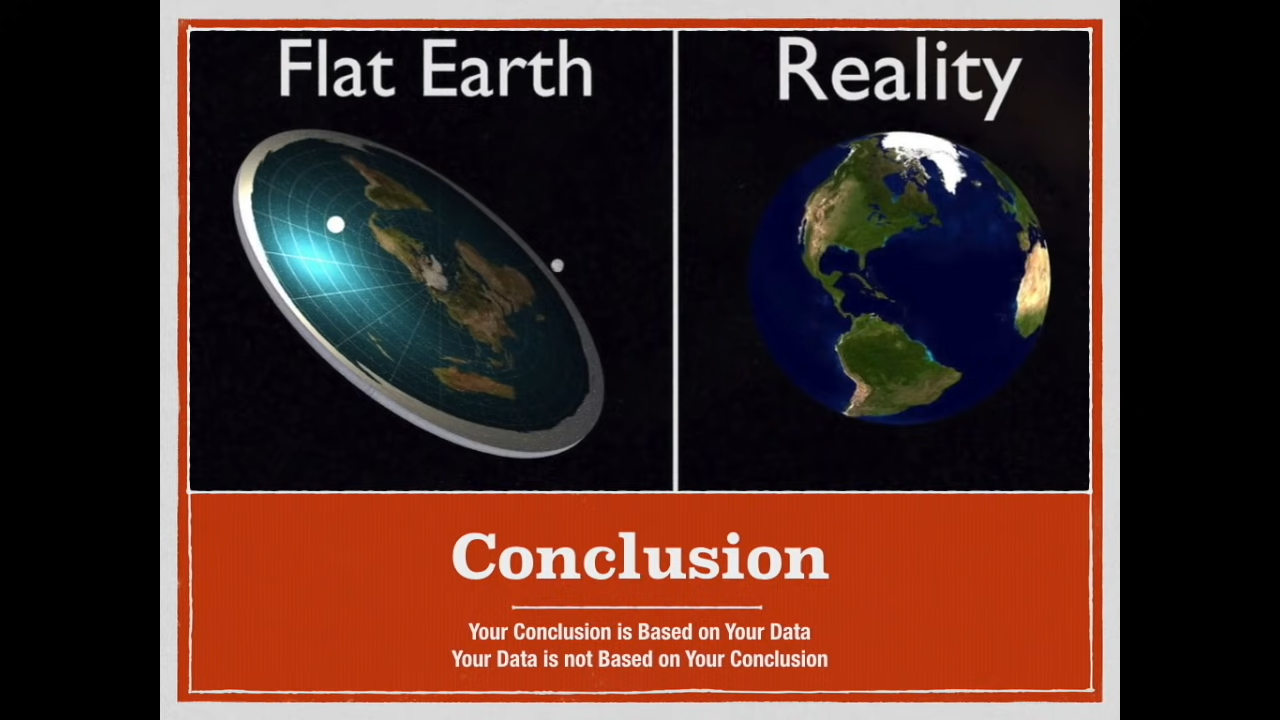 Flat Earth
Reality
Conclusion
Your Conclusion is Based on Your Data
Your Data is not Based on Your Conclusion